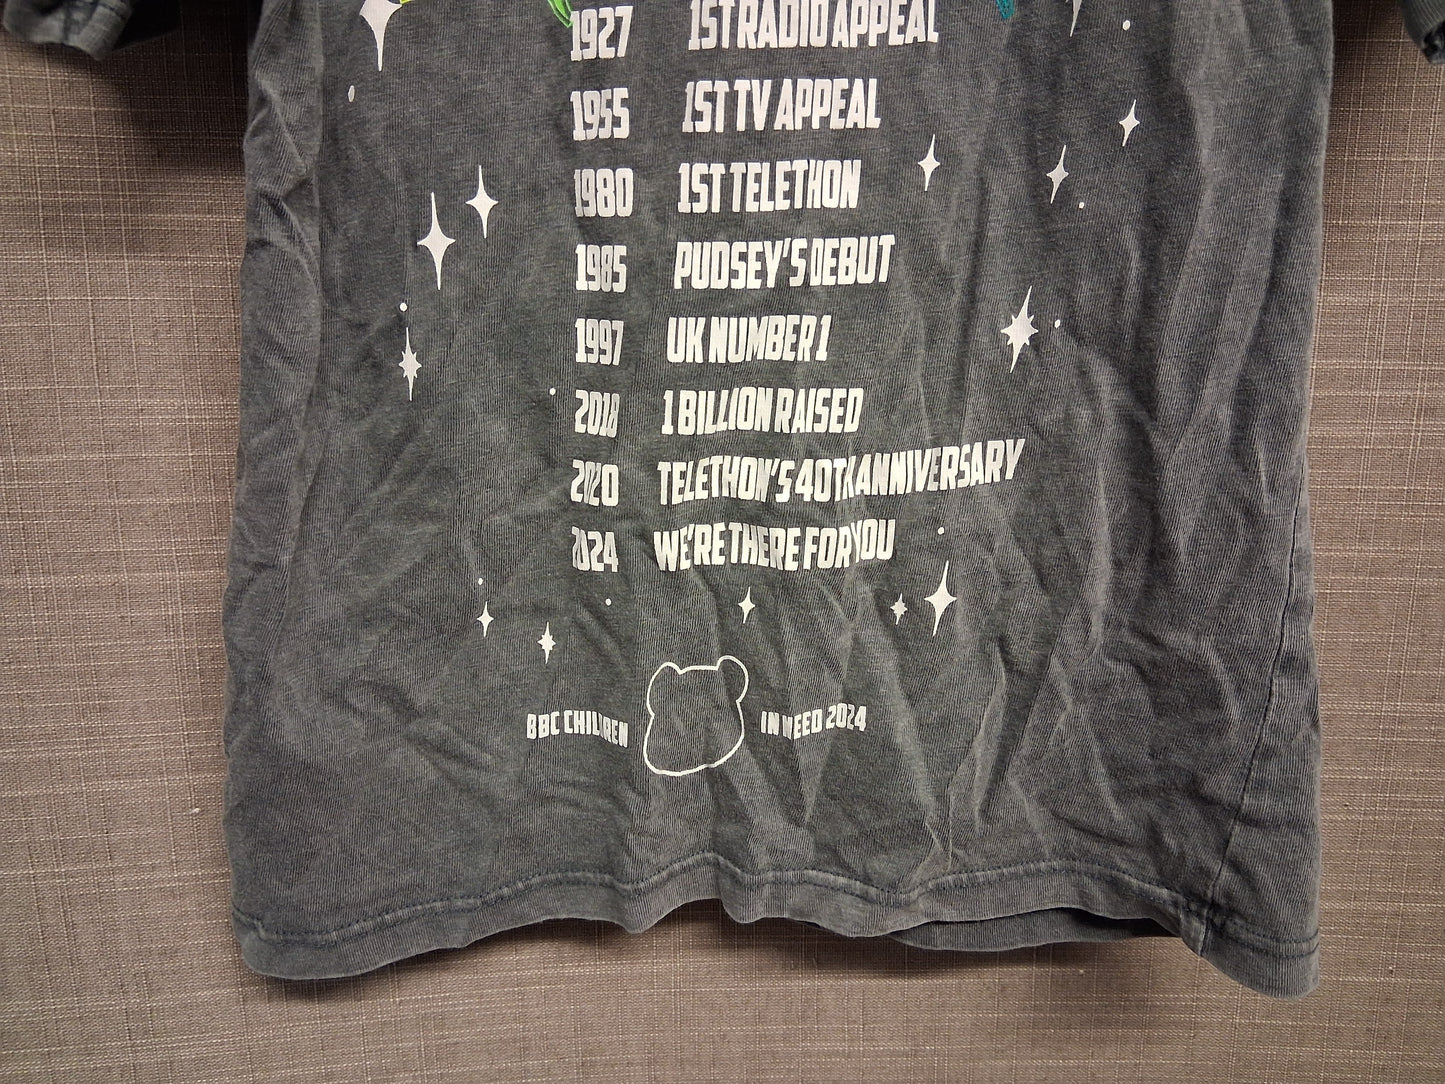 1927 1ST RADIO APPEAL
1955 1ST TV APPEAL
1980 1ST TELETHON
1985 PUDSEY'S DEBUT
1997 UK NUMBER 1
2018 1 BILLION RAISED
2020 TELETHON'S 40TH ANNIVERSARY
2024 WE'RE THERE FOR YOU
BBC CHILDREN IN NEED 2024